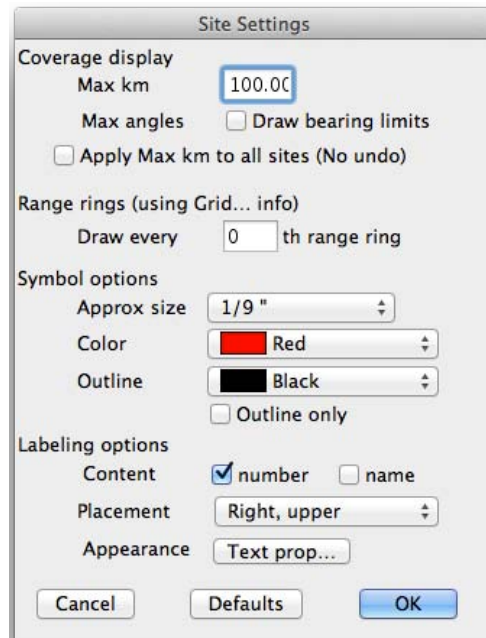 Site Settings
Coverage display
Max km 100.00
Max angles Draw bearing limits
Apply Max km to all sites (No undo)
Range rings (using Grid... info)
Draw every 0 th range ring
Symbol options
Approx size 1/9 "
Color Red
Outline Black
Outline only
Labeling options
Content number name
Placement Right, upper
Appearance Text prop...
Cancel Defaults OK